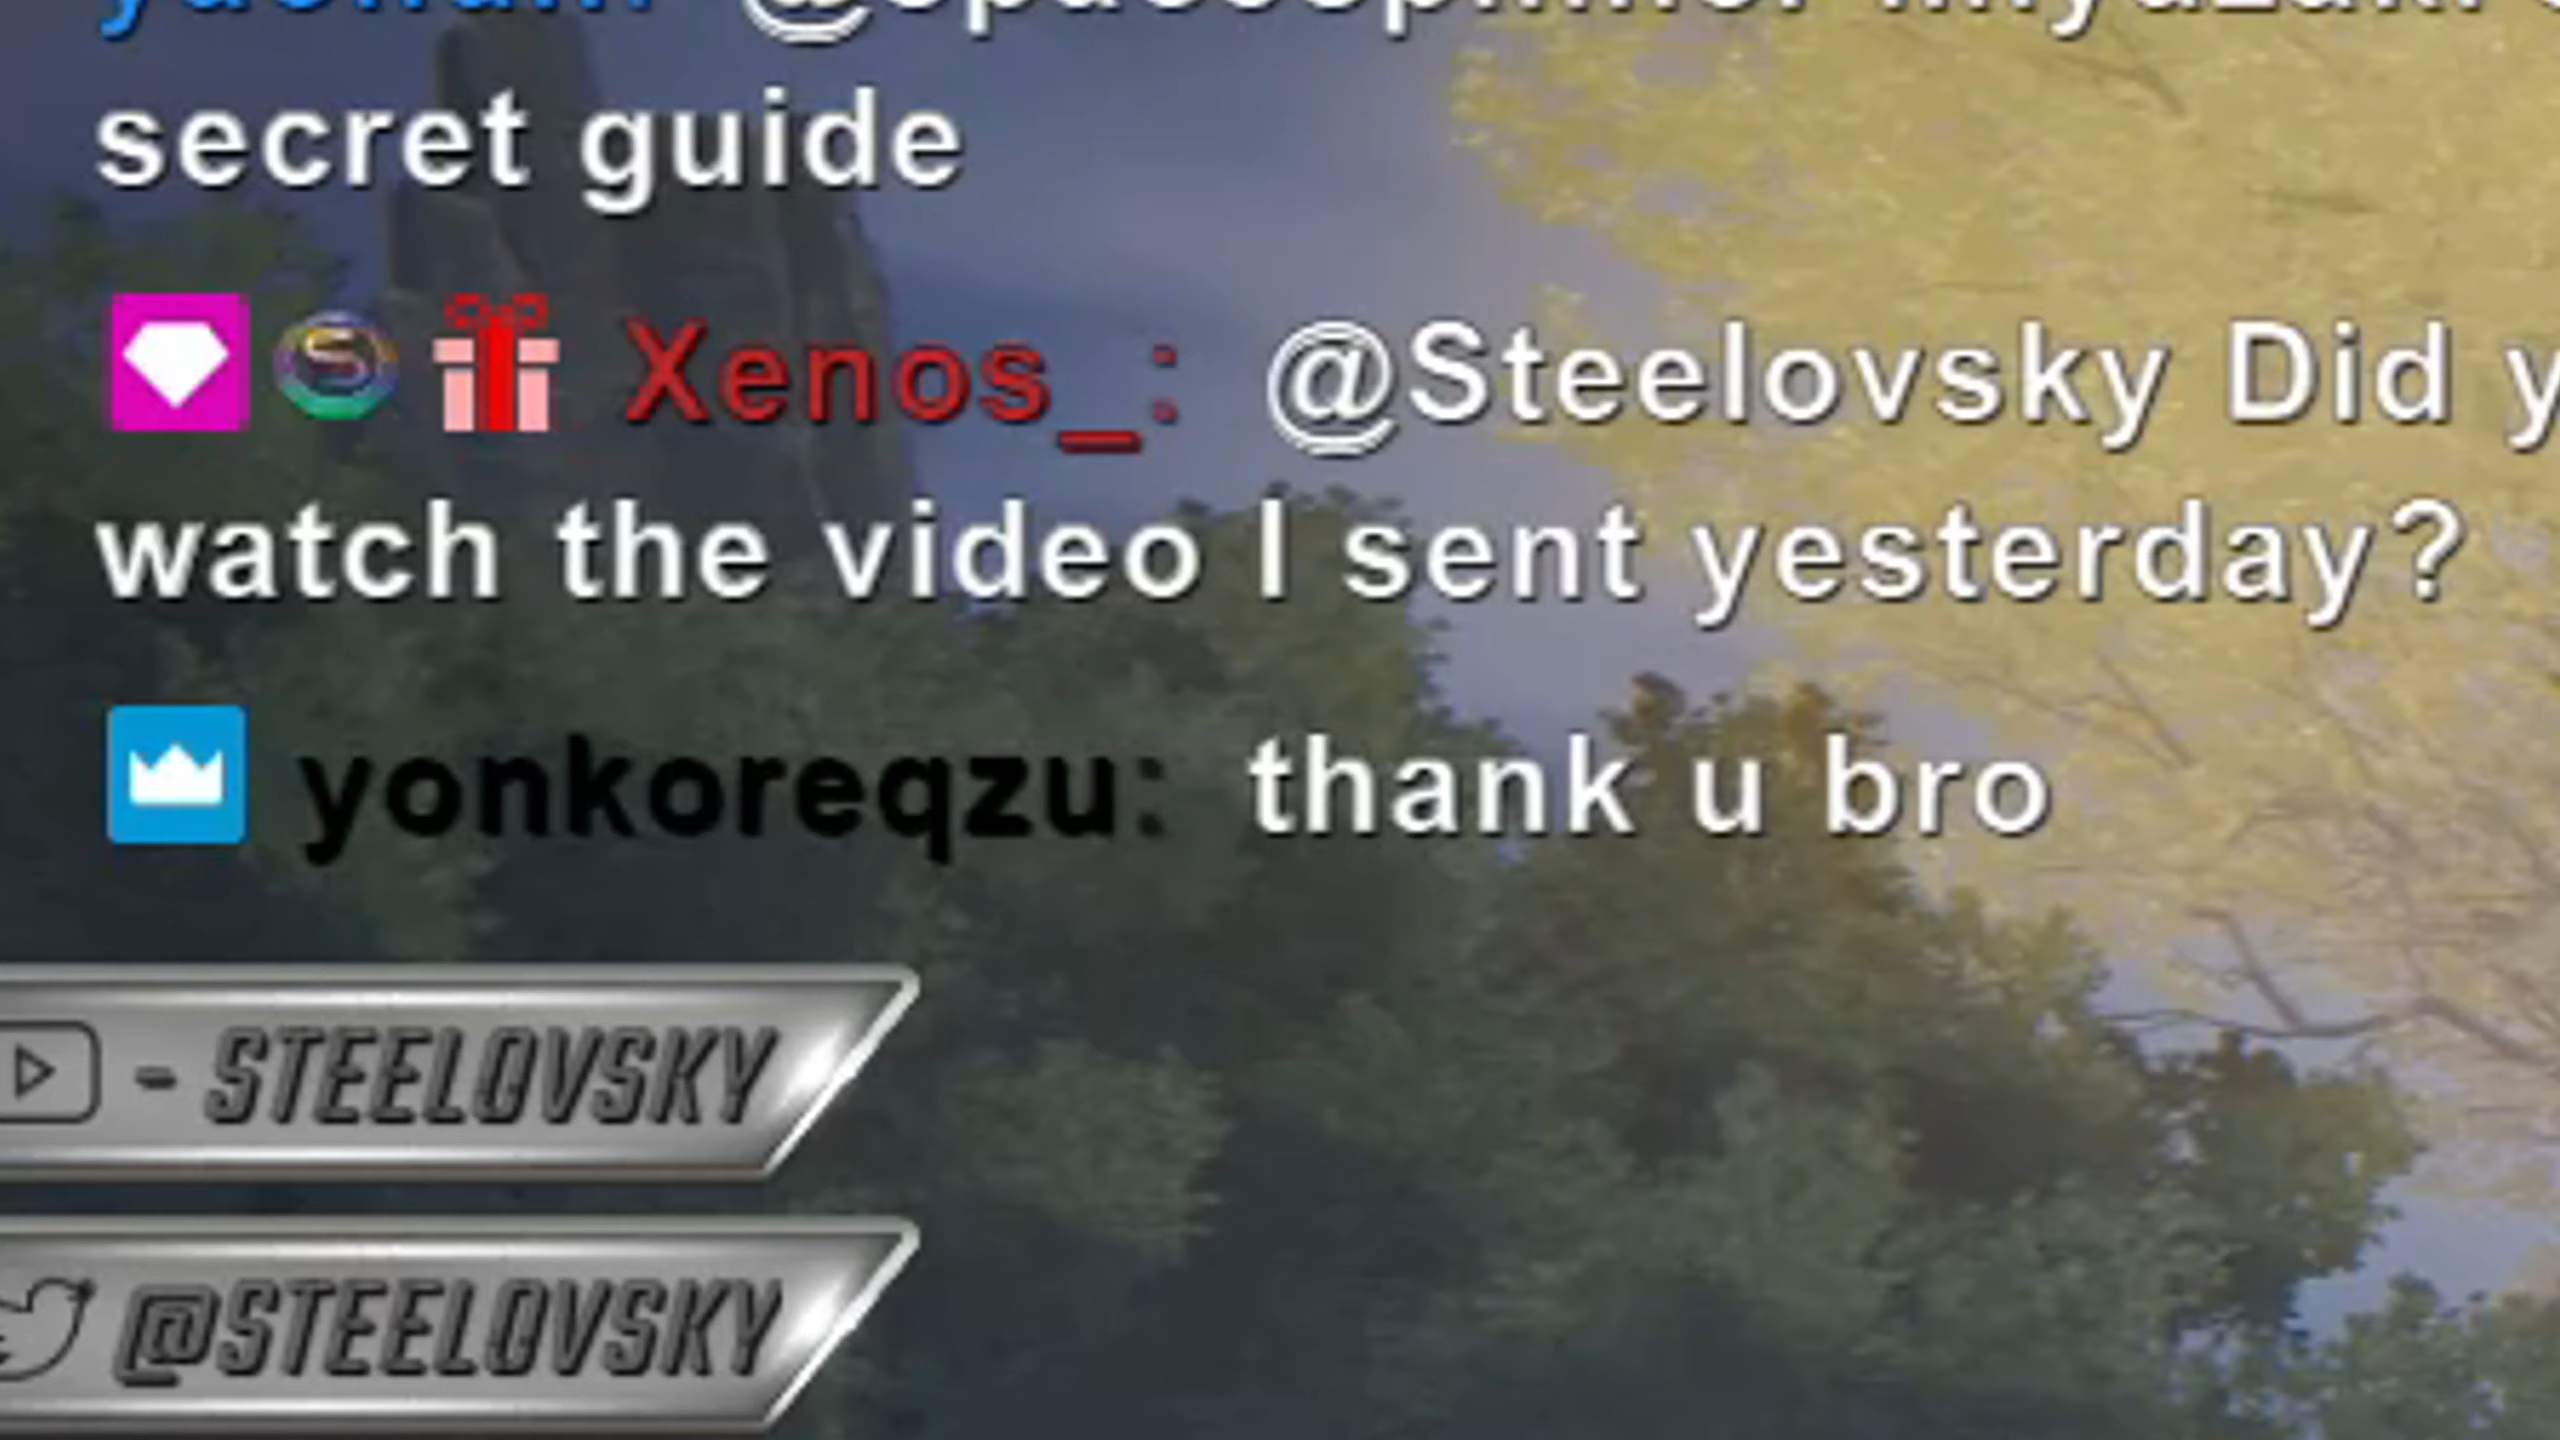 secret guide
Xenos_: @Steelovsky Did y
watch the video I sent yesterday?
yonkoreqzu: thank u bro
- STEELOVSKY
@STEELOVSKY